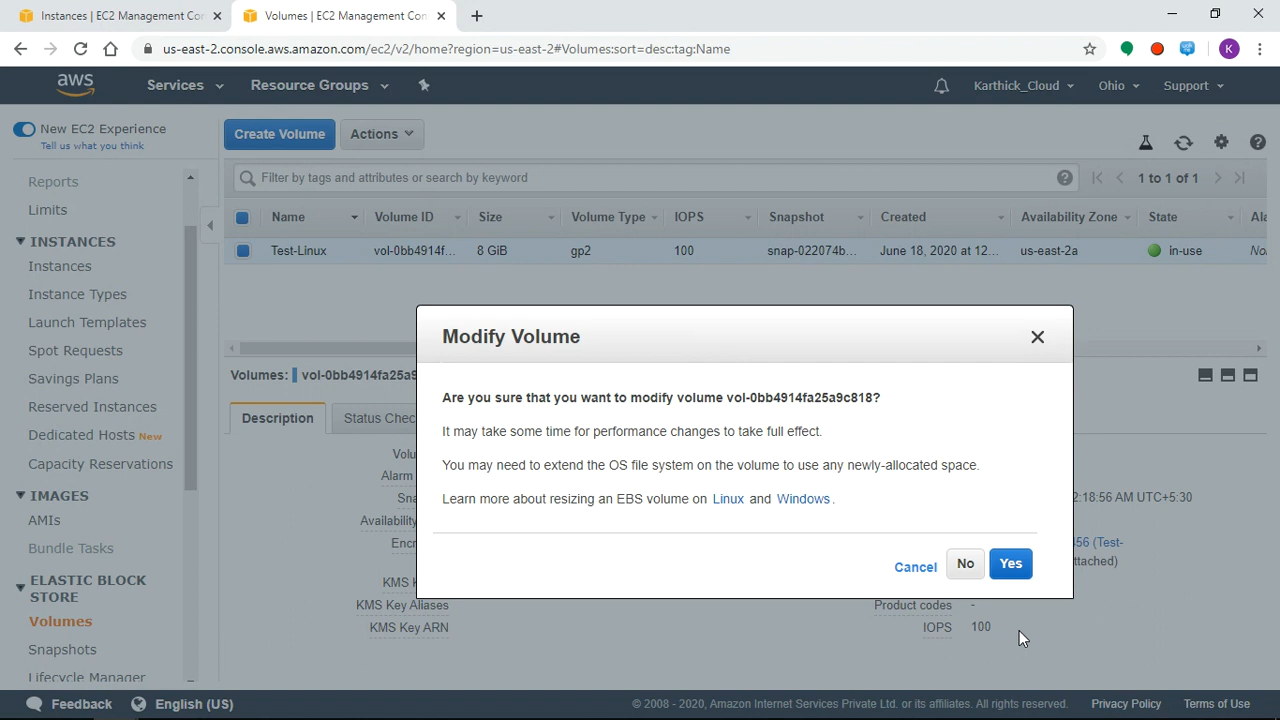 Instances | EC2 Management Con
Volumes | EC2 Management Con
us-east-2.console.aws.amazon.com/ec2/v2/home?region=us-east-2#Volumes:sort=desc:tag:Name
K
aws
Services
Resource Groups
Karthick_Cloud
Ohio
Support
New EC2 Experience
Tell us what you think
Reports
Limits
INSTANCES
Instances
Instance Types
Launch Templates
Spot Requests
Savings Plans
Reserved Instances
Dedicated Hosts New
Capacity Reservations
IMAGES
AMIs
Bundle Tasks
ELASTIC BLOCK
STORE
Volumes
Snapshots
Lifecycle Manager
Create Volume
Actions
Filter by tags and attributes or search by keyword
1 to 1 of 1
Name Volume ID Size Volume Type IOPS Snapshot Created Availability Zone State Ala
Test-Linux vol-0bb4914f... 8 GiB gp2 100 snap-022074b... June 18, 2020 at 12... us-east-2a in-use No
Volumes: vol-0bb4914fa25a9
Description
Status Chec
Volu
Alarm
Sna
Availability
Encr
KMS K
KMS Key Aliases
KMS Key ARN
2:18:56 AM UTC+5:30
456 (Test-
ttached)
Product codes -
IOPS 100
Modify Volume
Are you sure that you want to modify volume vol-0bb4914fa25a9c818?
It may take some time for performance changes to take full effect.
You may need to extend the OS file system on the volume to use any newly-allocated space.
Learn more about resizing an EBS volume on Linux and Windows.
Cancel
No
Yes
Feedback
English (US)
© 2008 - 2020, Amazon Internet Services Private Ltd. or its affiliates. All rights reserved.
Privacy Policy
Terms of Use